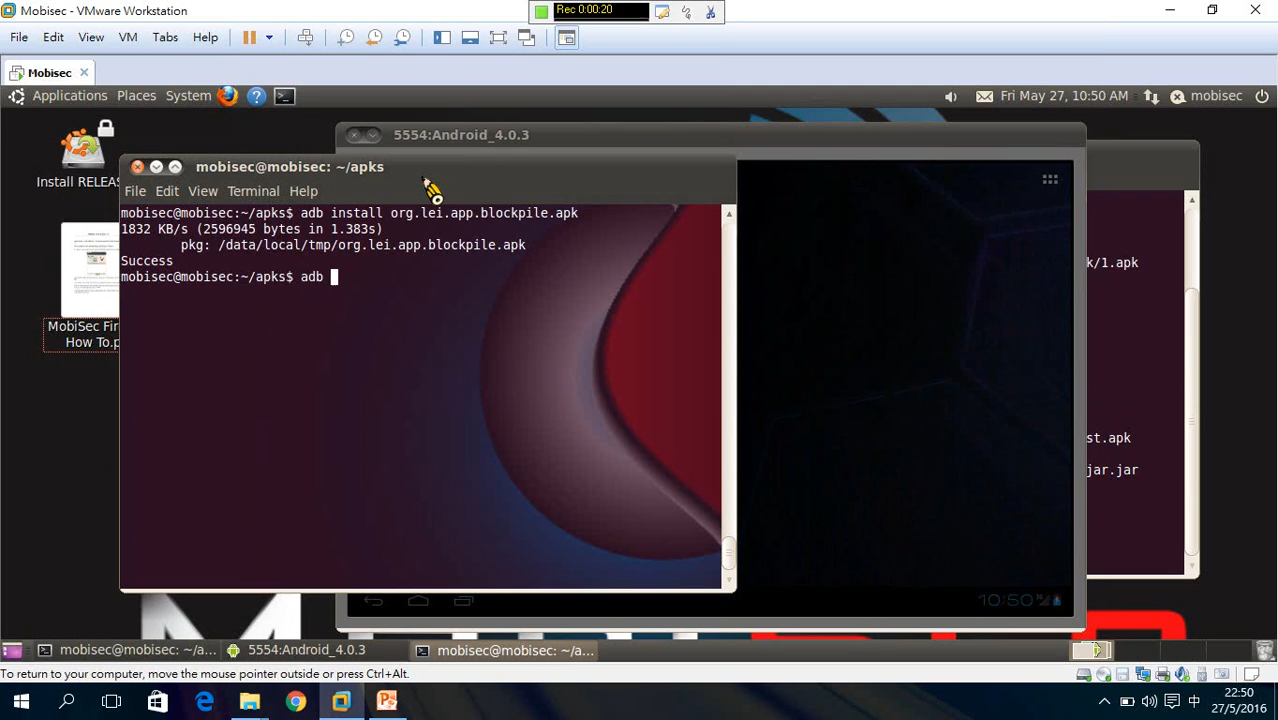 Mobisec - VMware Workstation
Rec 0:00:20
File Edit View VM Tabs Help
Mobisec
Applications Places System
Fri May 27, 10:50 AM
mobisec
Install RELEAS
5554:Android_4.0.3
mobisec@mobisec: ~/apks
File Edit View Terminal Help
mobisec@mobisec:~/apks$ adb install org.lei.app.blockpile.apk
1832 KB/s (2596945 bytes in 1.383s)
pkg: /data/local/tmp/org.lei.app.blockpile.apk
Success
mobisec@mobisec:~/apks$ adb
k/1.apk
MobiSec Fir
How To.p
st.apk
jar.jar
10:50
mobisec@mobisec: ~/a...
5554:Android_4.0.3
mobisec@mobisec: ~/a...
To return to your computer, move the mouse pointer outside or press Ctrl+Alt.
中
22:50
27/5/2016